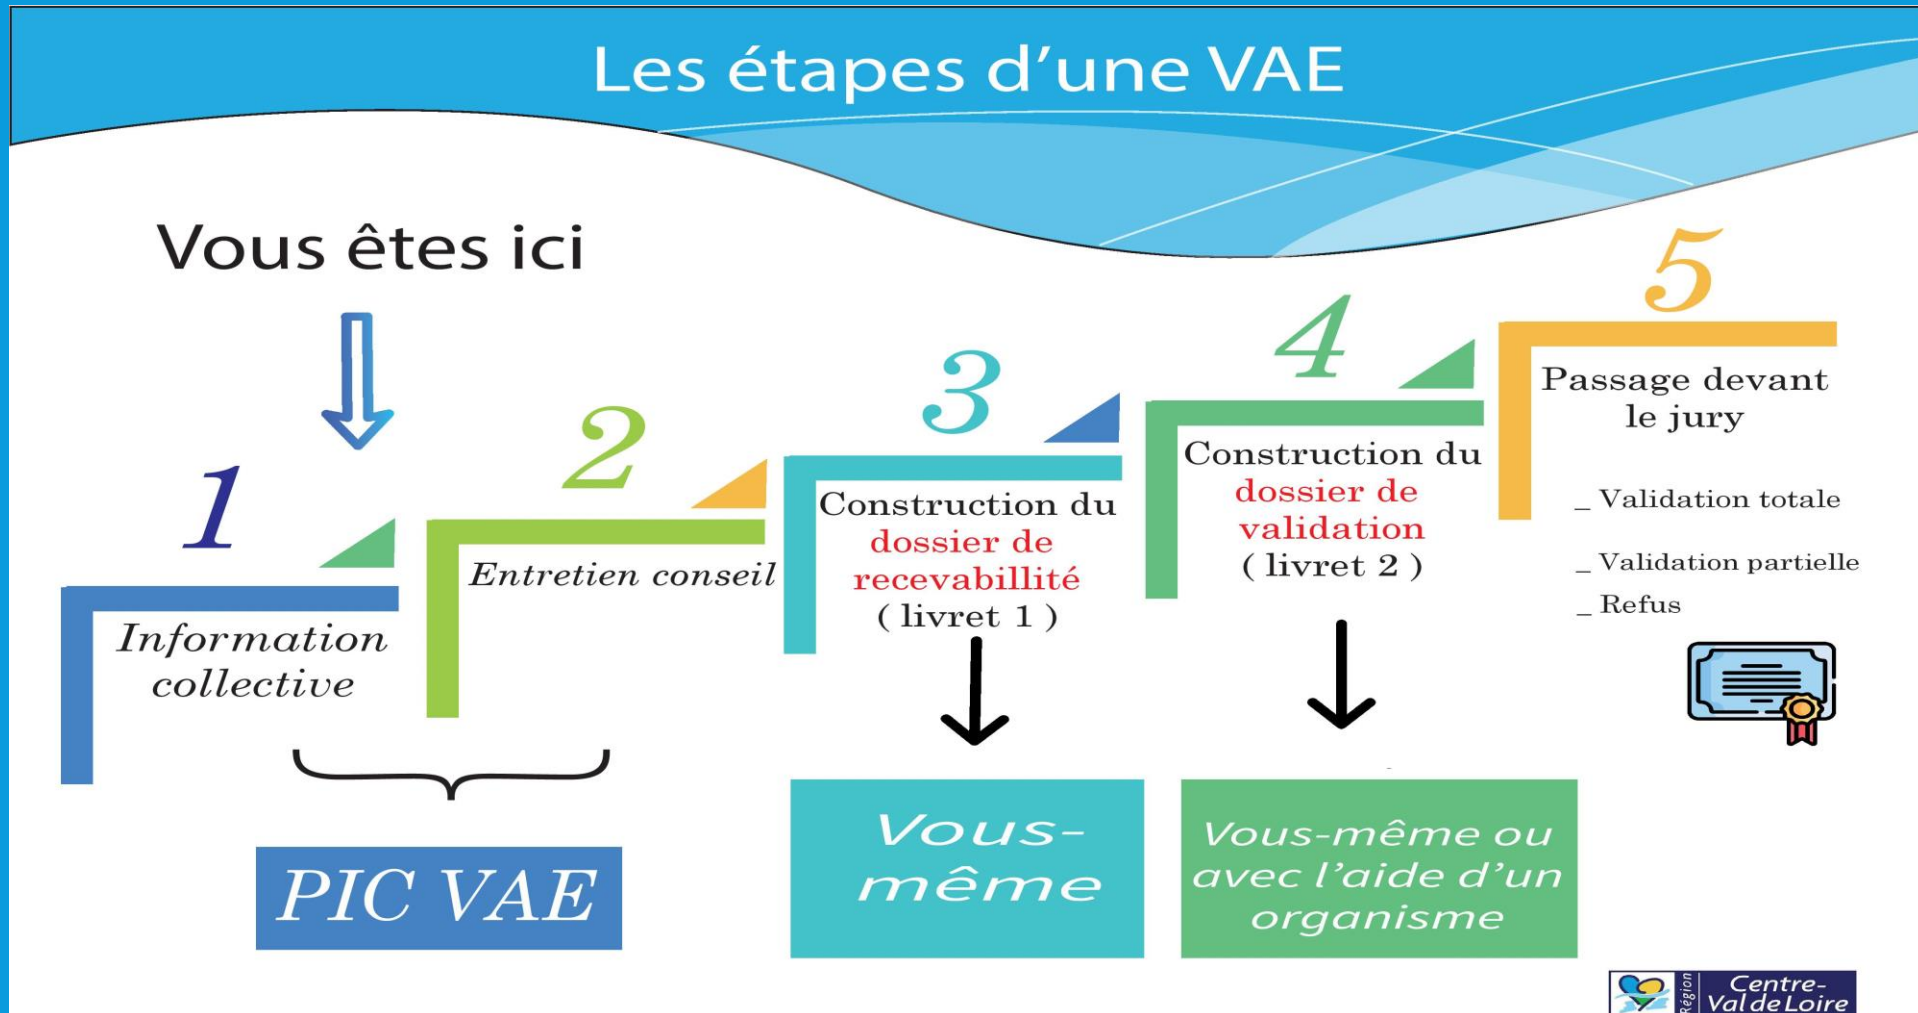 Les étapes d’une VAE
Vous êtes ici
1
Information
collective
2
Entretien conseil
PIC VAE
3
Construction du
dossier de
recevabillité
( livret 1 )
Vous-
même
4
Construction du
dossier de
validation
( livret 2 )
Vous-même ou
avec l’aide d’un
organisme
5
Passage devant
le jury
_ Validation totale
_ Validation partielle
_ Refus
Région
Centre-
Val de Loire